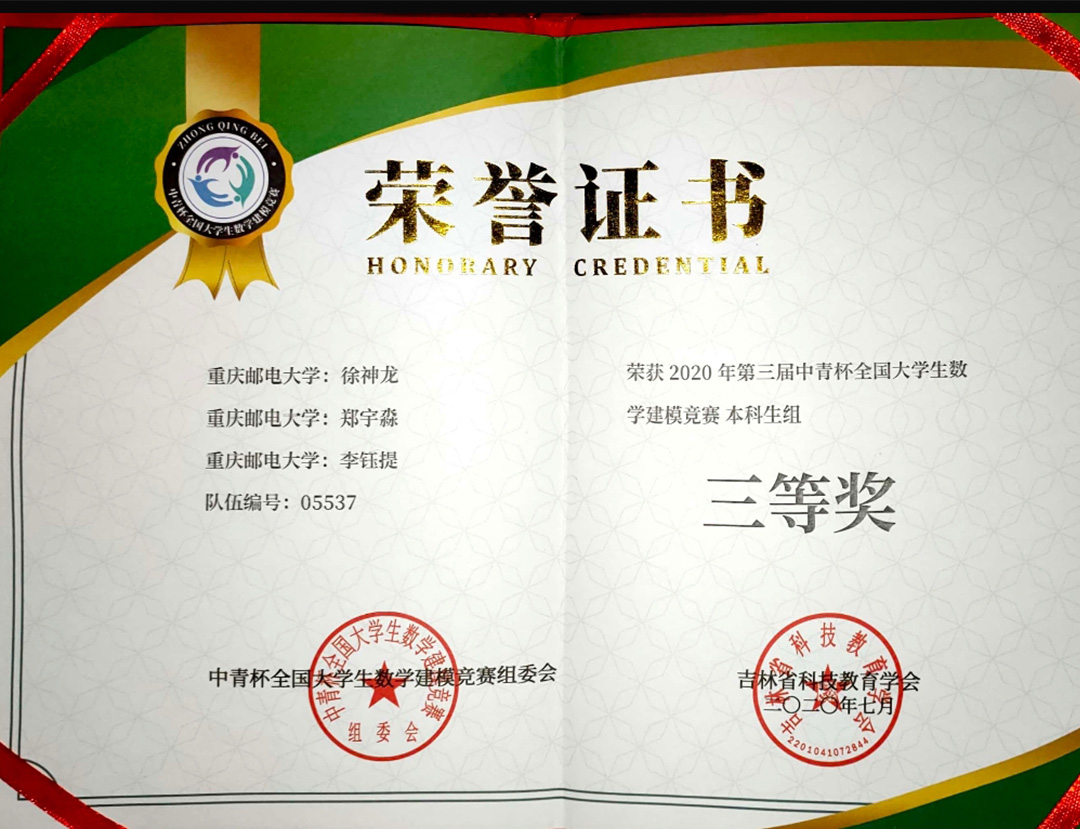 ZHONG QING BEI
中青杯全国大学生数学建模竞赛
荣誉证书
HONORARY CREDENTIAL
重庆邮电大学：徐神龙
重庆邮电大学：郑宇淼
重庆邮电大学：李钰提
队伍编号：05537
荣获 2020 年第三届中青杯全国大学生数
学建模竞赛 本科生组
三等奖
中青杯全国大学生数学建模竞赛组委会
中青杯全国大学生数学建模竞赛
组委会
吉林省科技教育学会
二〇二〇年七月
吉林省科技教育学会
2201041072844